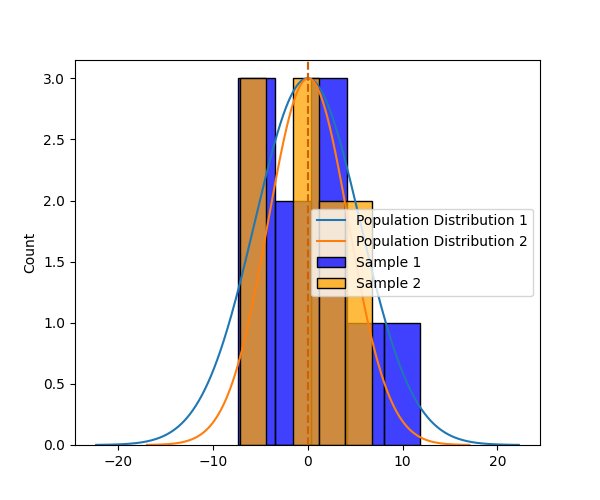 3.0
2.5
2.0
1.5
1.0
0.5
0.0
Count
Population Distribution 1
Population Distribution 2
Sample 1
Sample 2
−20
−10
0
10
20